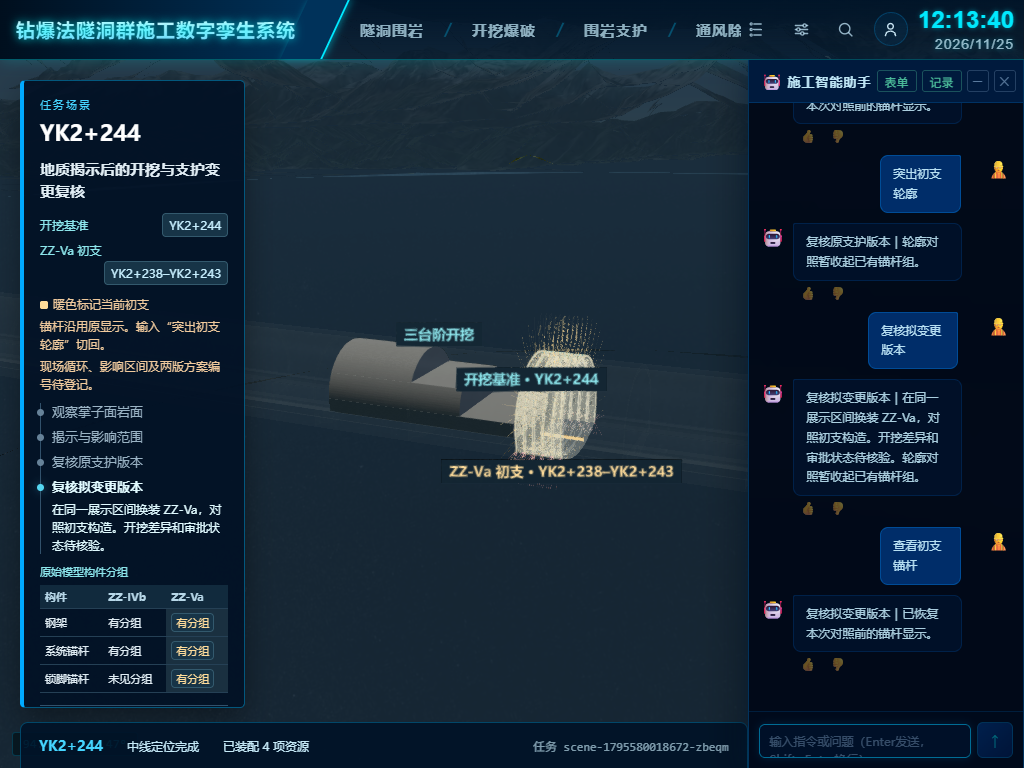 钻爆法隧洞群施工数字孪生系统
隧洞围岩 / 开挖爆破 / 围岩支护 / 通风除
12:13:40
2026/11/25
任务场景
YK2+244
地质揭示后的开挖与支护变
更复核
开挖基准 YK2+244
ZZ-Va 初支
YK2+238—YK2+243
暖色标记当前初支
锚杆沿用原显示。输入“突出初支
轮廓”切回。
现场循环、影响区间及两版方案编
号待登记。
观察掌子面岩面
揭示与影响范围
复核原支护版本
复核拟变更版本
在同一展示区间换装 ZZ-Va，对
照初支构造。开挖差异和审批状
态待核验。
原始模型构件分组
构件 ZZ-IVb ZZ-Va
钢架 有分组 有分组
系统锚杆 有分组 有分组
锁脚锚杆 未见分组 有分组
三台阶开挖
开挖基准 • YK2+244
ZZ-Va 初支 • YK2+238—YK2+243
YK2+244 中线定位完成 已装配 4 项资源 任务 scene-1795580018672-zbeqm
施工智能助手 表单 记录
本次对照前的锚杆显示。
突出初支
轮廓
复核原支护版本 | 轮廓对
照暂收起已有锚杆组。
复核拟变更
版本
复核拟变更版本 | 在同一
展示区间换装 ZZ-Va，对
照初支构造。开挖差异和
审批状态待核验。轮廓对
照暂收起已有锚杆组。
查看初支
锚杆
复核拟变更版本 | 已恢复
本次对照前的锚杆显示。
输入指令或问题（Enter发送，